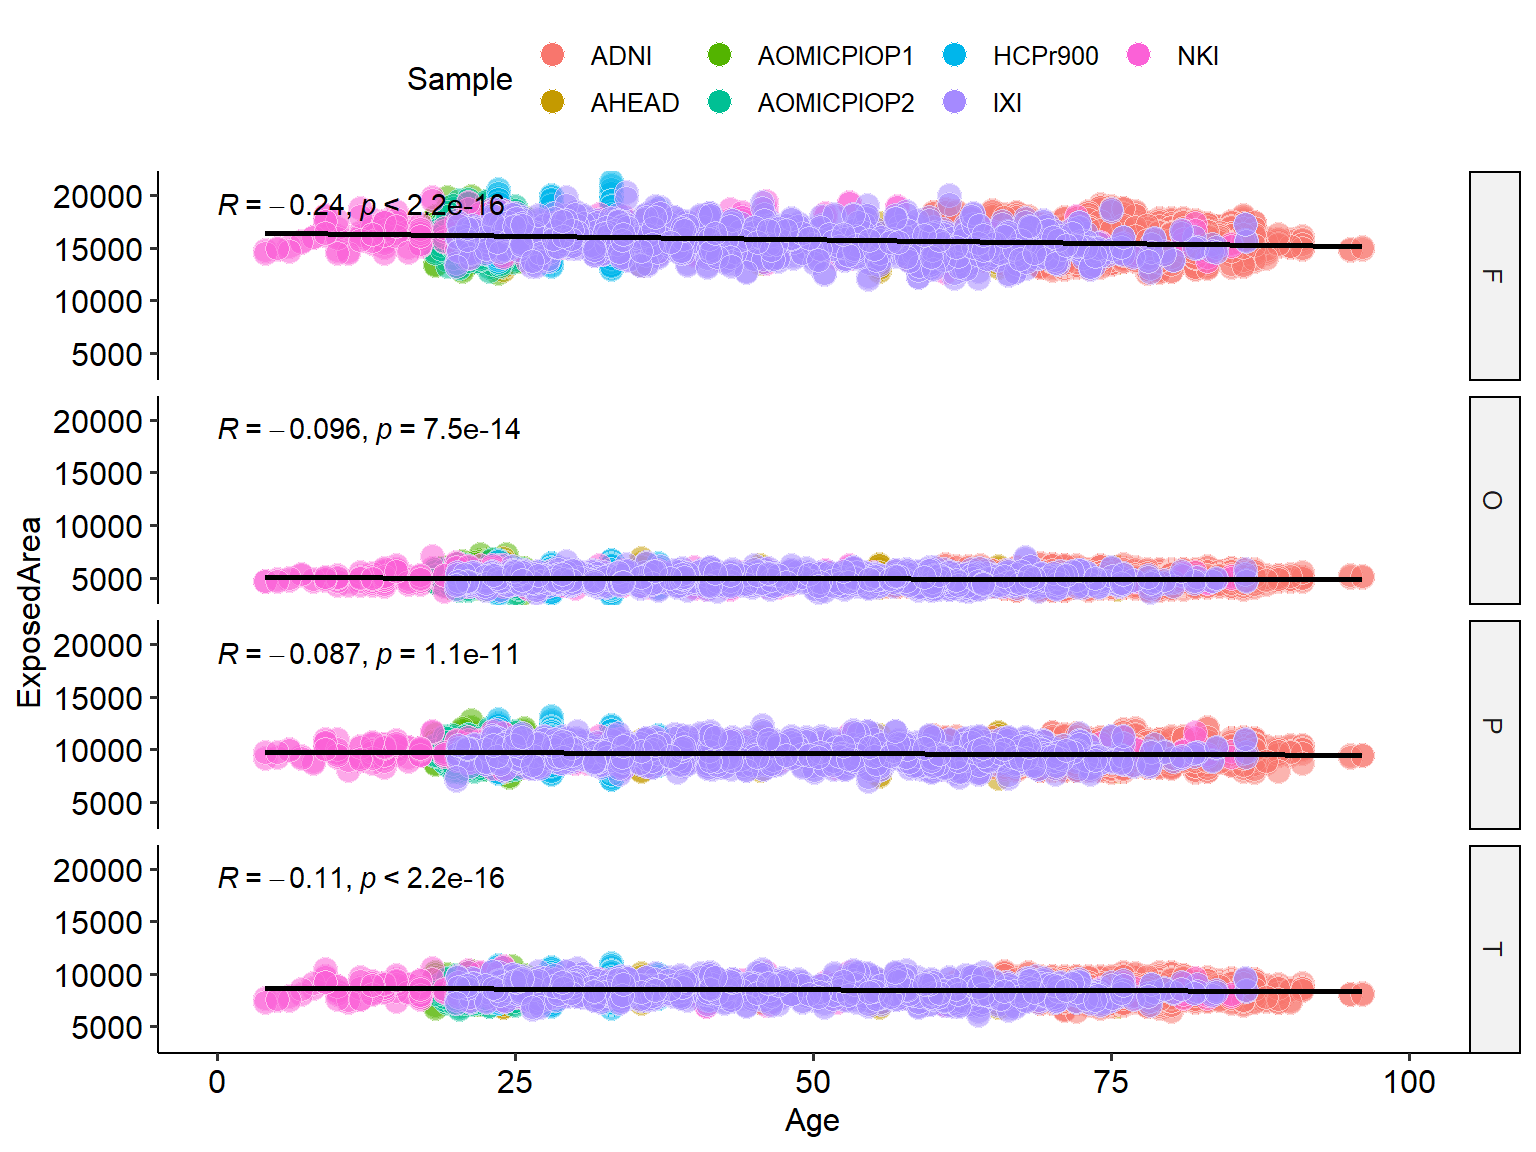 Sample
ADNI AOMICPIOP1 HCPr900 NKI
AHEAD AOMICPIOP2 IXI
20000
15000
10000
5000
R = −0.24, p < 2.2e-16
F
20000
15000
10000
5000
R = −0.096, p = 7.5e-14
O
20000
15000
10000
5000
R = −0.087, p = 1.1e-11
P
20000
15000
10000
5000
R = −0.11, p < 2.2e-16
T
ExposedArea
0 25 50 75 100
Age